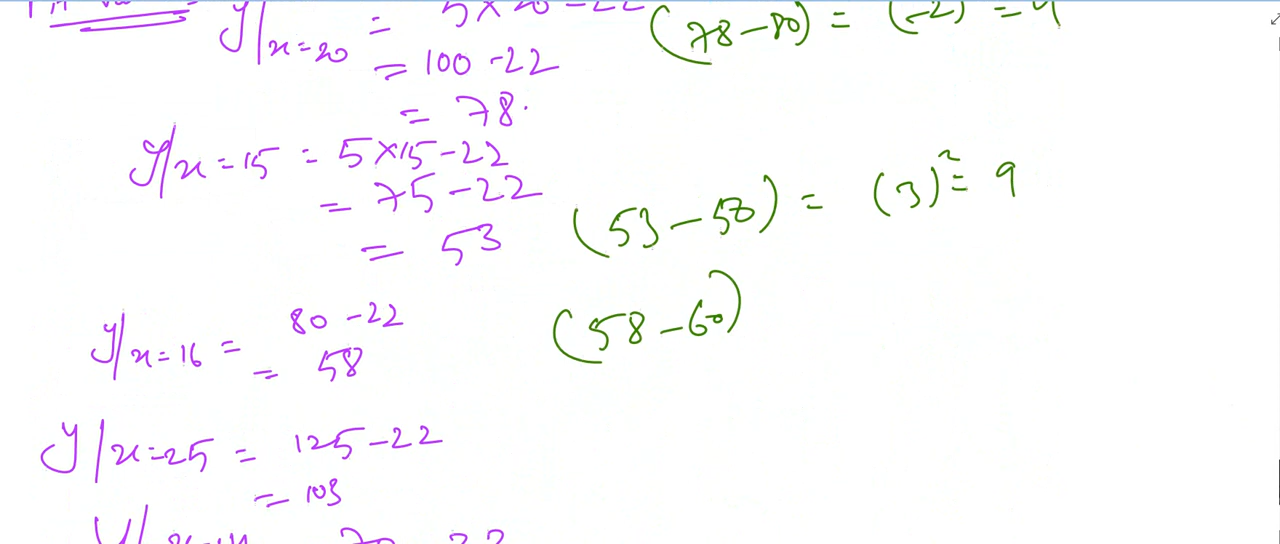 y/x=20 = 5×20-22 (78-80) = (-2) = 4
= 100-22
= 78.
y/x=15 = 5×15-22
= 75-22
= 53 (53-50) = (3)² = 9
y/x=16 = 80-22 (58-60)
= 58
y/x=25 = 125-22
= 103